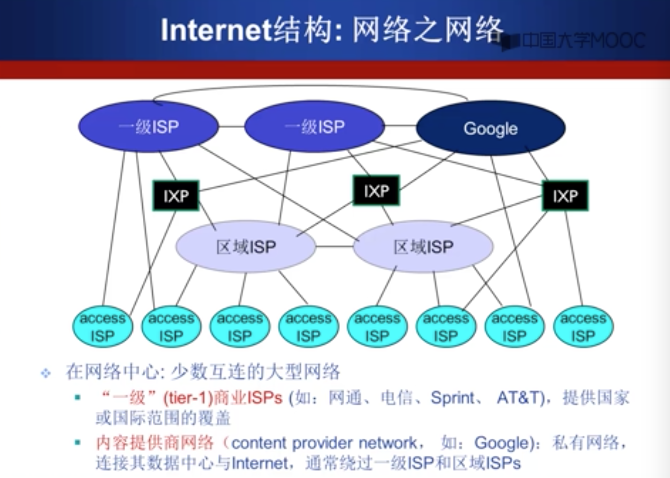 Internet结构: 网络之网络
中国大学MOOC
一级ISP
一级ISP
Google
IXP
IXP
IXP
区域ISP
区域ISP
access
ISP
access
ISP
access
ISP
access
ISP
access
ISP
access
ISP
access
ISP
access
ISP
在网络中心: 少数互连的大型网络
“一级”(tier-1)商业ISPs (如：网通、电信、Sprint、 AT&T)，提供国家
或国际范围的覆盖
内容提供商网络（content provider network， 如：Google)：私有网络，
连接其数据中心与Internet，通常绕过一级ISP和区域ISPs